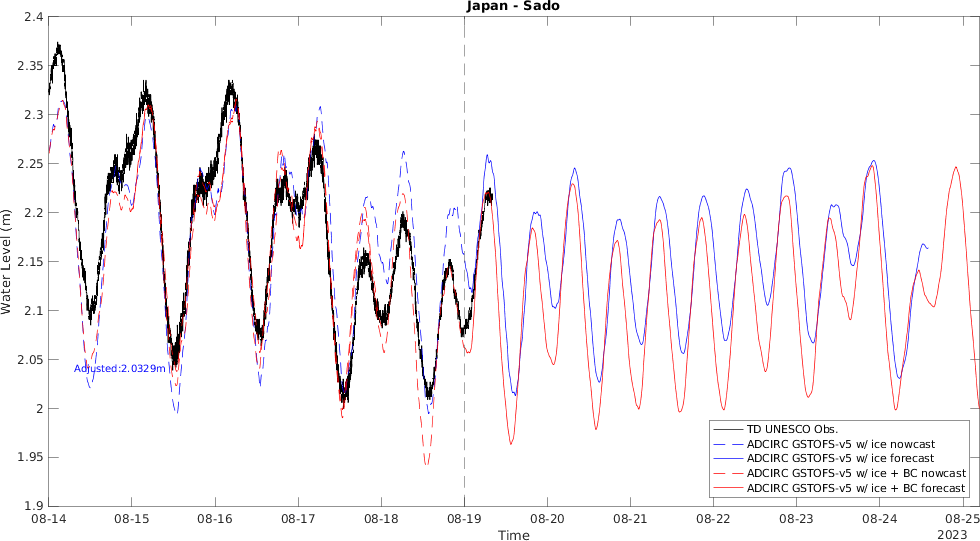 Japan - Sado
2.4
2.35
2.3
2.25
2.2
2.15
2.1
2.05
2
1.95
1.9
Water Level (m)
Adjusted:2.0329m
TD UNESCO Obs.
ADCIRC GSTOFS-v5 w/ ice nowcast
ADCIRC GSTOFS-v5 w/ ice forecast
ADCIRC GSTOFS-v5 w/ ice + BC nowcast
ADCIRC GSTOFS-v5 w/ ice + BC forecast
08-14 08-15 08-16 08-17 08-18 08-19 08-20 08-21 08-22 08-23 08-24 08-25
Time
2023